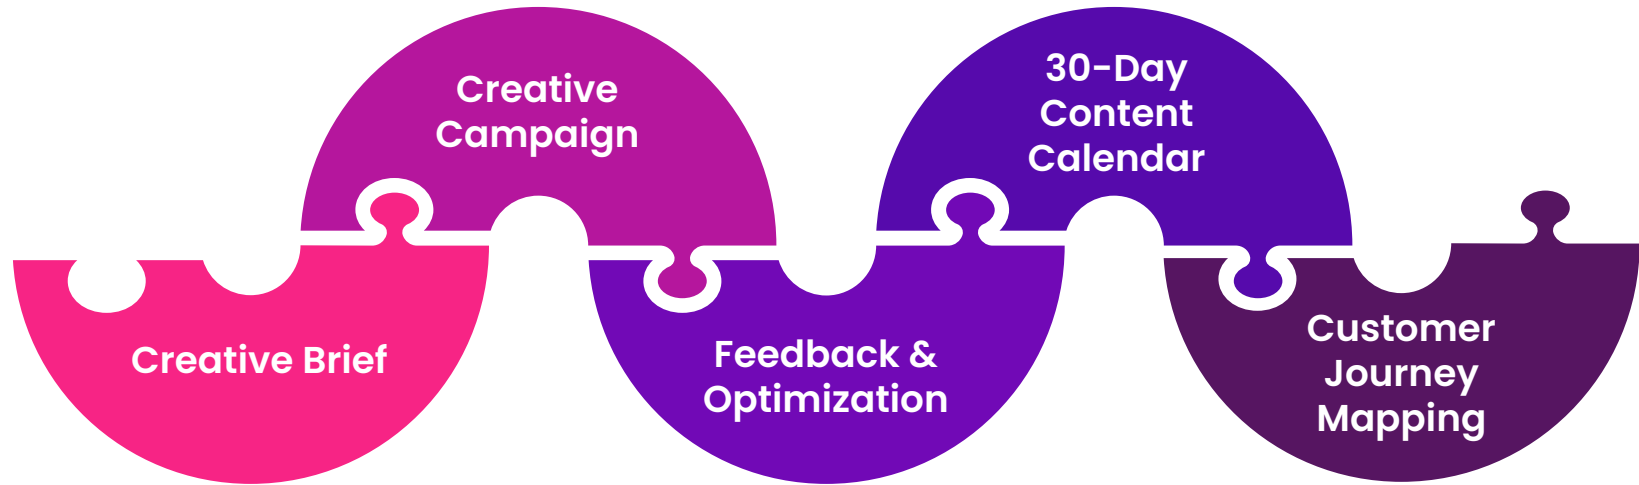 Creative Brief
Creative
Campaign
Feedback &
Optimization
30-Day
Content
Calendar
Customer
Journey
Mapping